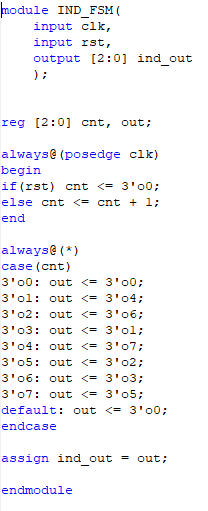 module IND_FSM(
input clk,
input rst,
output [2:0] ind_out
);
reg [2:0] cnt, out;
always@(posedge clk)
begin
if(rst) cnt <= 3'o0;
else cnt <= cnt + 1;
end
always@(*)
case(cnt)
3'o0: out <= 3'o0;
3'o1: out <= 3'o4;
3'o2: out <= 3'o6;
3'o3: out <= 3'o1;
3'o4: out <= 3'o7;
3'o5: out <= 3'o2;
3'o6: out <= 3'o3;
3'o7: out <= 3'o5;
default: out <= 3'o0;
endcase
assign ind_out = out;
endmodule